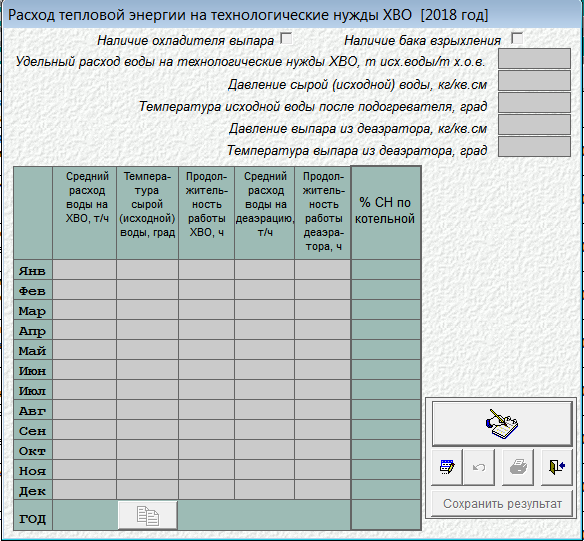 Расход тепловой энергии на технологические нужды ХВО [2018 год]
Наличие охладителя выпара Наличие бака взрыхления
Удельный расход воды на технологические нужды ХВО, т исх.воды/т х.о.в.
Давление сырой (исходной) воды, кг/кв.см
Температура исходной воды после подогревателя, град
Давление выпара из деаэратора, кг/кв.см
Температура выпара из деаэратора, град
Средний
расход
воды на
ХВО, т/ч
Темпера-
тура
сырой
(исходной)
воды, град
Продол-
житель-
ность
работы
ХВО, ч
Средний
расход
воды на
деаэрацию,
т/ч
Продол-
житель-
ность
работы
деаэра-
тора, ч
% СН по
котельной
Янв
Фев
Мар
Апр
Май
Июн
Июл
Авг
Сен
Окт
Ноя
Дек
ГОД
Сохранить результат